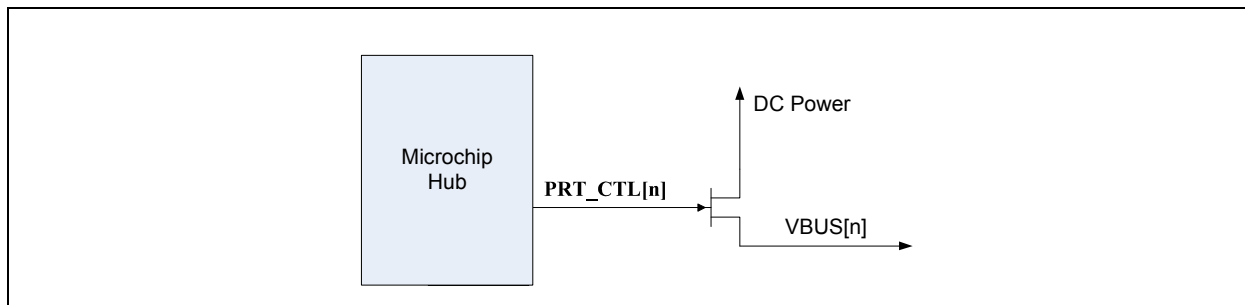 Microchip
Hub
PRT_CTL[n]
DC Power
VBUS[n]